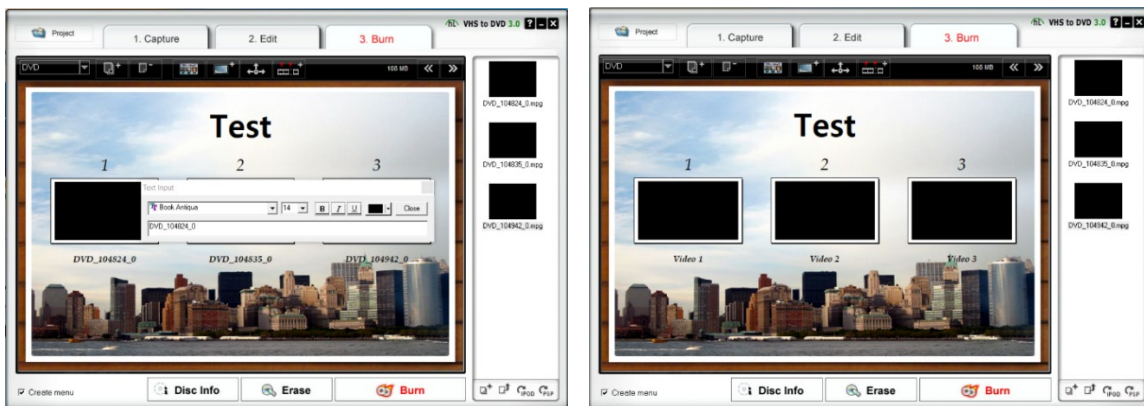 VHS to DVD 3.0
Project
1. Capture
2. Edit
3. Burn
DVD
100 MB
Test
1
2
3
Text Input
Book Antiqua
14
B
I
U
Close
DVD_104824_0
DVD_104824_0
DVD_104835_0
DVD_104942_0
DVD_104824_0.mpg
DVD_104835_0.mpg
DVD_104942_0.mpg
Create menu
Disc Info
Erase
Burn
iPOD
PSP
VHS to DVD 3.0
Project
1. Capture
2. Edit
3. Burn
DVD
100 MB
Test
1
2
3
Video 1
Video 2
Video 3
DVD_104824_0.mpg
DVD_104835_0.mpg
DVD_104942_0.mpg
Create menu
Disc Info
Erase
Burn
iPOD
PSP